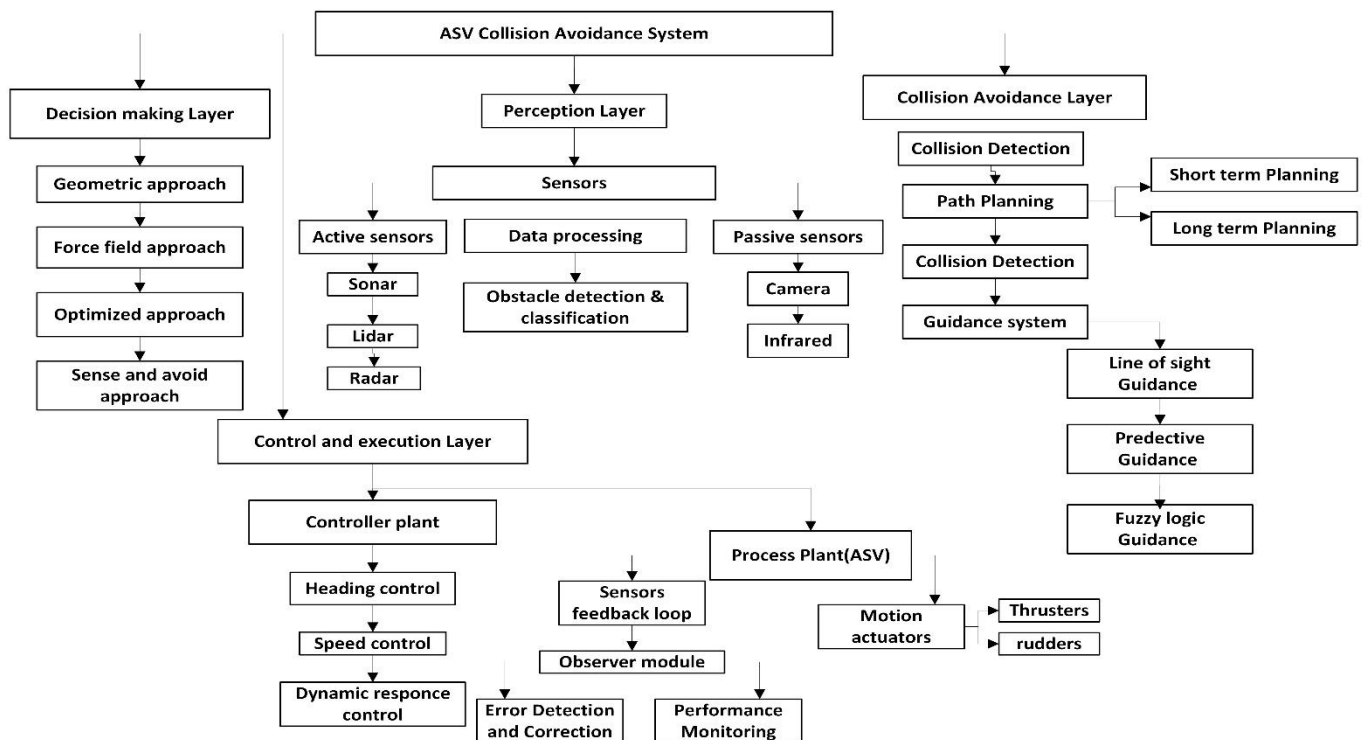 ASV Collision Avoidance System
Decision making Layer
Perception Layer
Collision Avoidance Layer
Geometric approach
Force field approach
Optimized approach
Sense and avoid
approach
Sensors
Active sensors
Sonar
Lidar
Radar
Data processing
Obstacle detection &
classification
Passive sensors
Camera
Infrared
Collision Detection
Path Planning
Short term Planning
Long term Planning
Collision Detection
Guidance system
Line of sight
Guidance
Predective
Guidance
Fuzzy logic
Guidance
Control and execution Layer
Controller plant
Heading control
Speed control
Dynamic responce
control
Process Plant(ASV)
Sensors
feedback loop
Observer module
Error Detection
and Correction
Performance
Monitoring
Motion
actuators
Thrusters
rudders